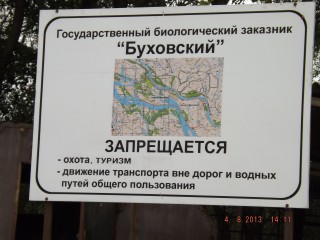 Государственный биологический заказник
“Буховский”
ЗАПРЕЩАЕТСЯ
- охота, туризм
- движение транспорта вне дорог и водных
путей общего пользования
4. 8. 2013 14:11